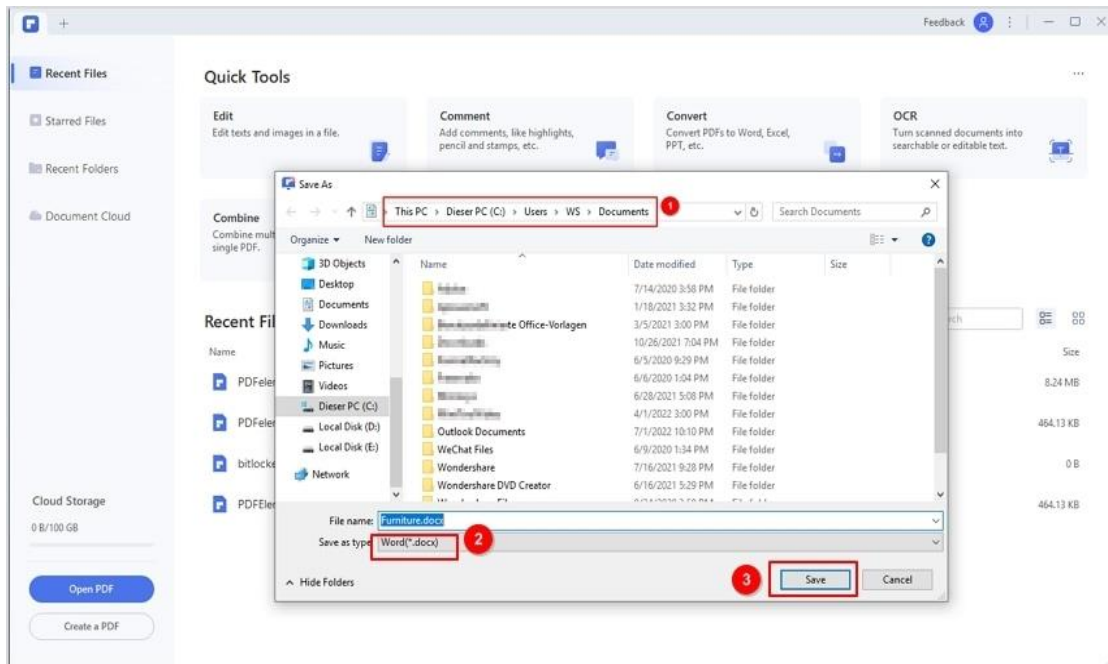 Feedback
Recent Files
Starred Files
Recent Folders
Document Cloud
Quick Tools
Edit
Edit texts and images in a file.
Comment
Add comments, like highlights,
pencil and stamps, etc.
Convert
Convert PDFs to Word, Excel,
PPT, etc.
OCR
Turn scanned documents into
searchable or editable text.
Combine
single PDF.
Save As
This PC > Dieser PC (C:) > Users > WS > Documents
1
Search Documents
Organize
New folder
3D Objects
Desktop
Documents
Downloads
Music
Pictures
Videos
Dieser PC (C:)
Local Disk (D:)
Local Disk (E:)
Network
Name Date modified Type Size
7/14/2020 3:58 PM File folder
1/18/2021 3:32 PM File folder
te Office-Vorlagen 3/5/2021 3:00 PM File folder
10/26/2021 7:04 PM File folder
6/5/2020 9:29 PM File folder
6/6/2020 1:04 PM File folder
6/28/2021 5:08 PM File folder
4/1/2022 3:00 PM File folder
Outlook Documents 7/1/2022 10:10 PM File folder
WeChat Files 6/9/2020 1:34 PM File folder
Wondershare 7/16/2021 9:28 PM File folder
Wondershare DVD Creator 6/16/2021 5:29 PM File folder
File name: Furniture.docx
Save as type: Word(*.docx)
2
Hide Folders
3
Save
Cancel
Recent Fil
Name
Size
PDFeler
8.24 MB
PDFeler
464.13 KB
bitlocke
0 B
PDFEler
464.13 KB
Cloud Storage
0 B/100 GB
Open PDF
Create a PDF